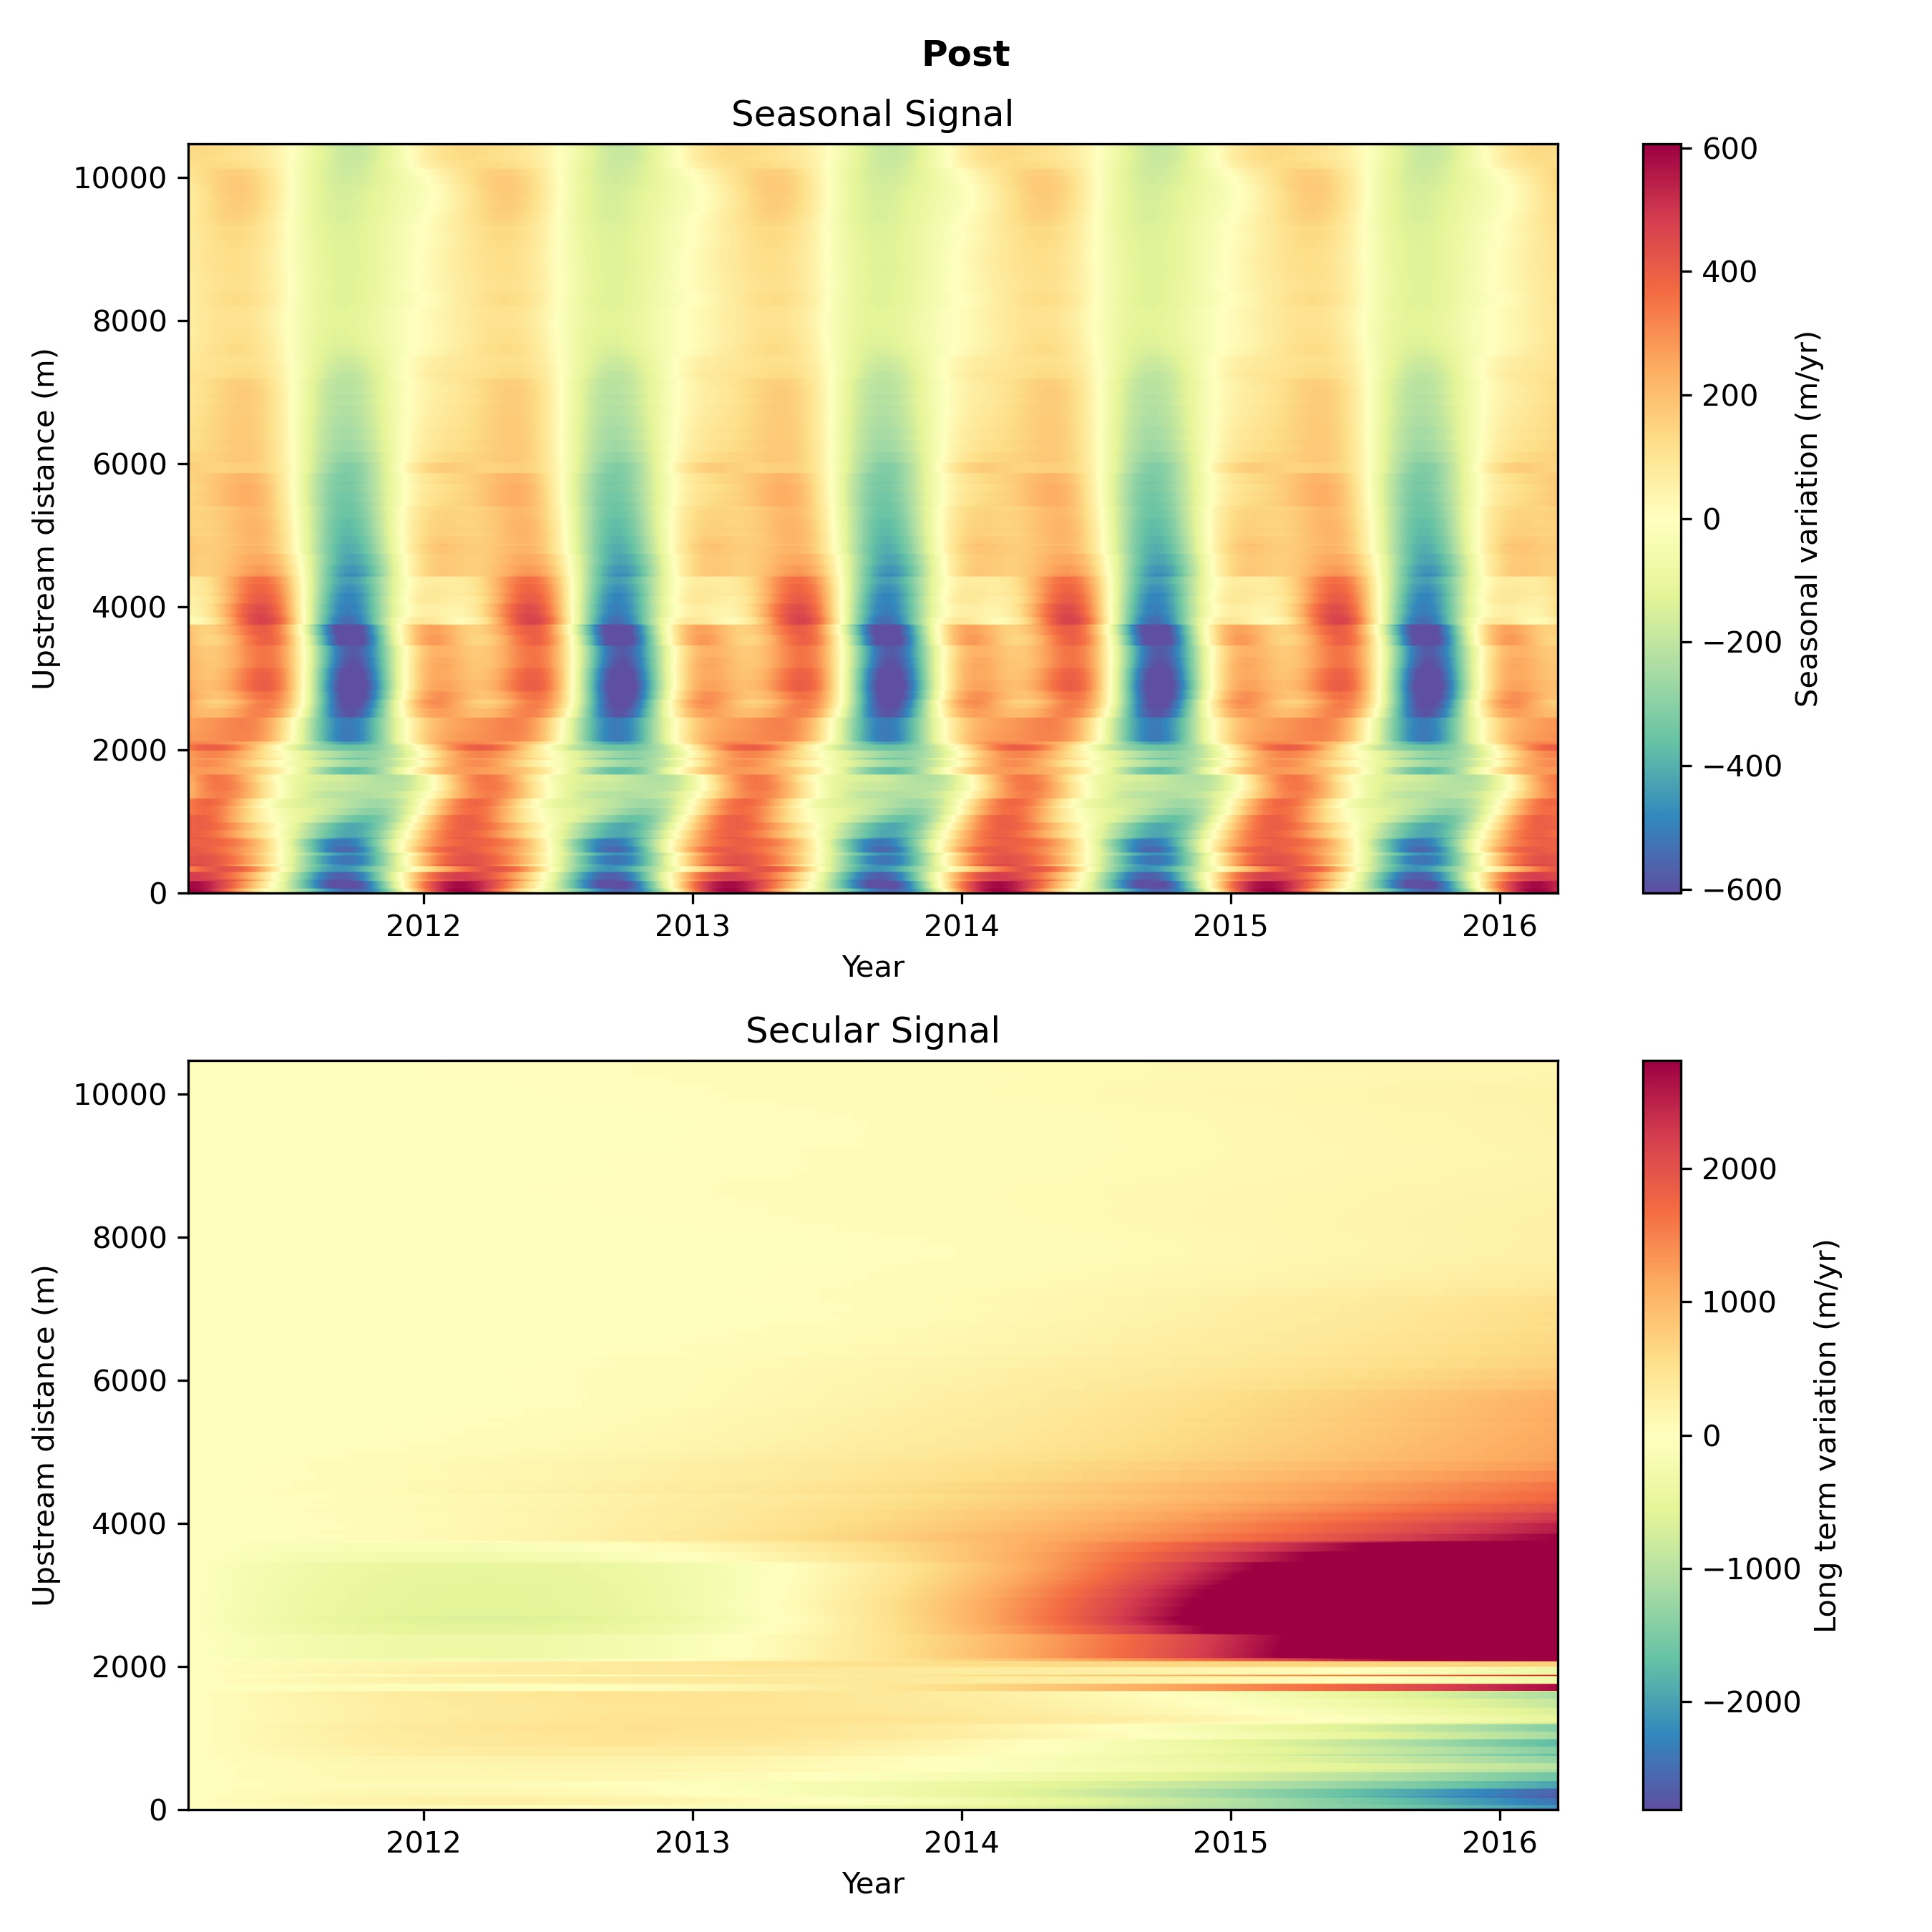 Post
Seasonal Signal
10000
8000
6000
4000
2000
0
Upstream distance (m)
2012 2013 2014 2015 2016
Year
600
400
200
0
−200
−400
−600
Seasonal variation (m/yr)
Secular Signal
10000
8000
6000
4000
2000
0
Upstream distance (m)
2012 2013 2014 2015 2016
Year
2000
1000
0
−1000
−2000
Long term variation (m/yr)